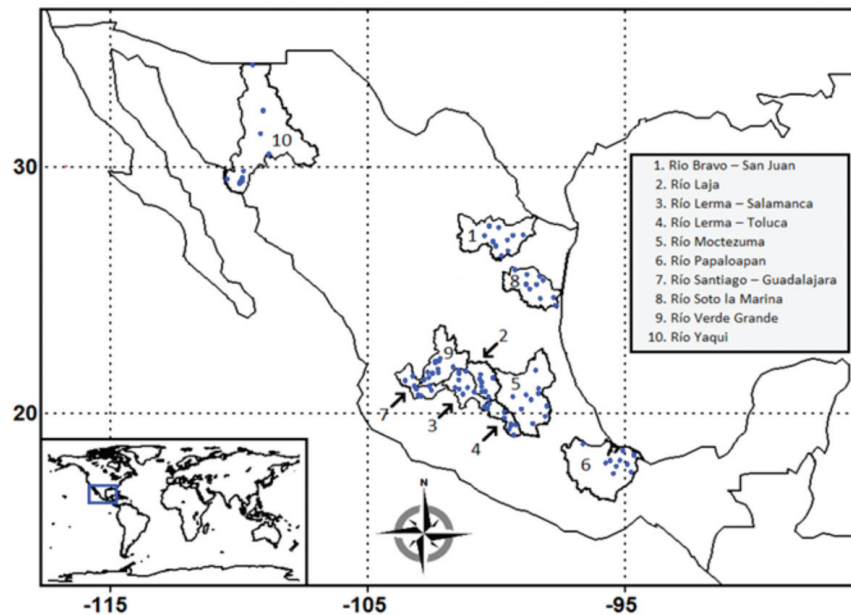 10
30
1
8
2
9
5
7
3
4
20
6
1. Río Bravo – San Juan
2. Río Laja
3. Río Lerma – Salamanca
4. Río Lerma – Toluca
5. Río Moctezuma
6. Río Papaloapan
7. Río Santiago – Guadalajara
8. Río Soto la Marina
9. Río Verde Grande
10. Río Yaqui
N
-115
-105
-95